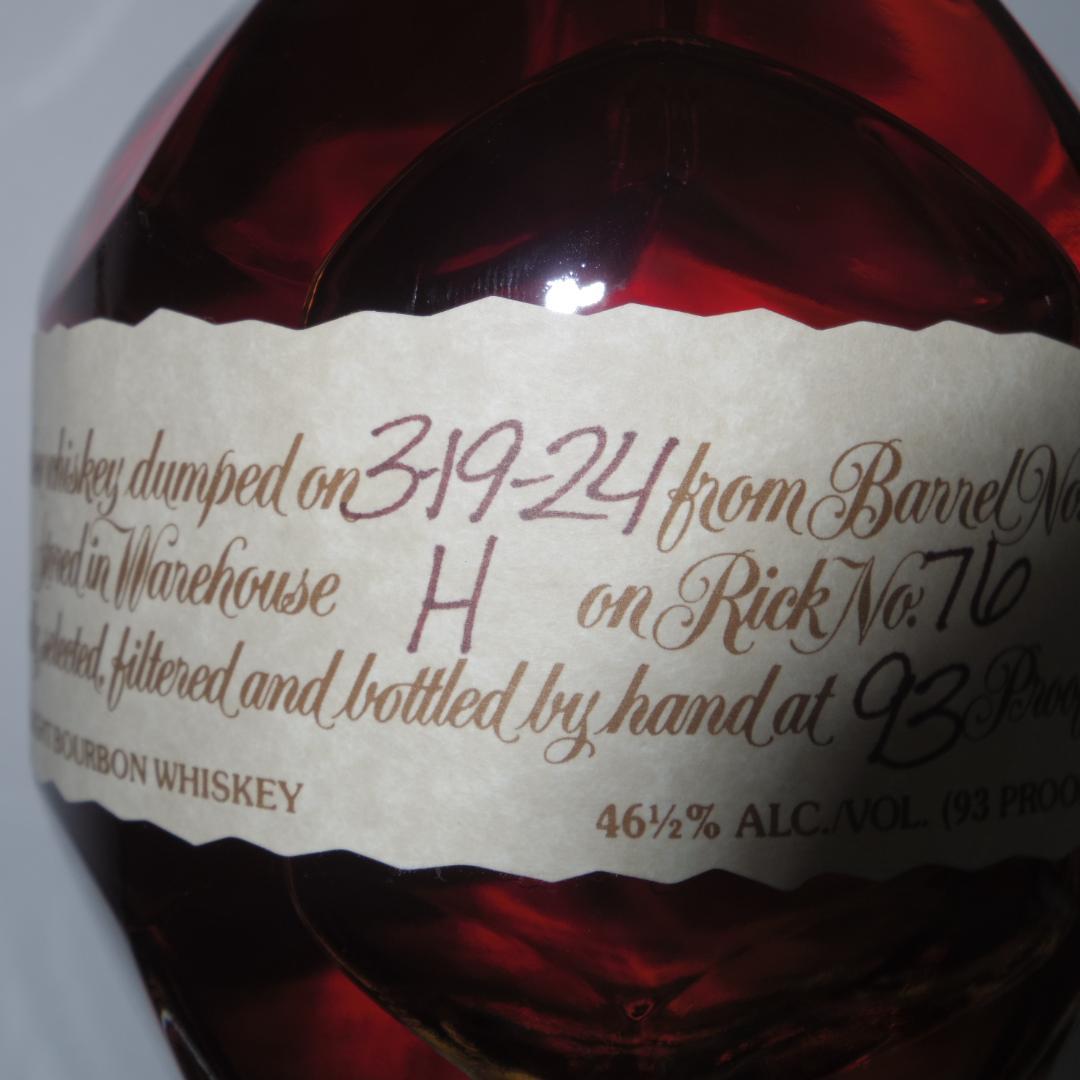 whiskey dumped on 3-19-24 from Barrel No.
in Warehouse H on Rick No. 76
selected, filtered and bottled by hand at 93 Proof
BOURBON WHISKEY 46½% ALC./VOL. (93 PROO